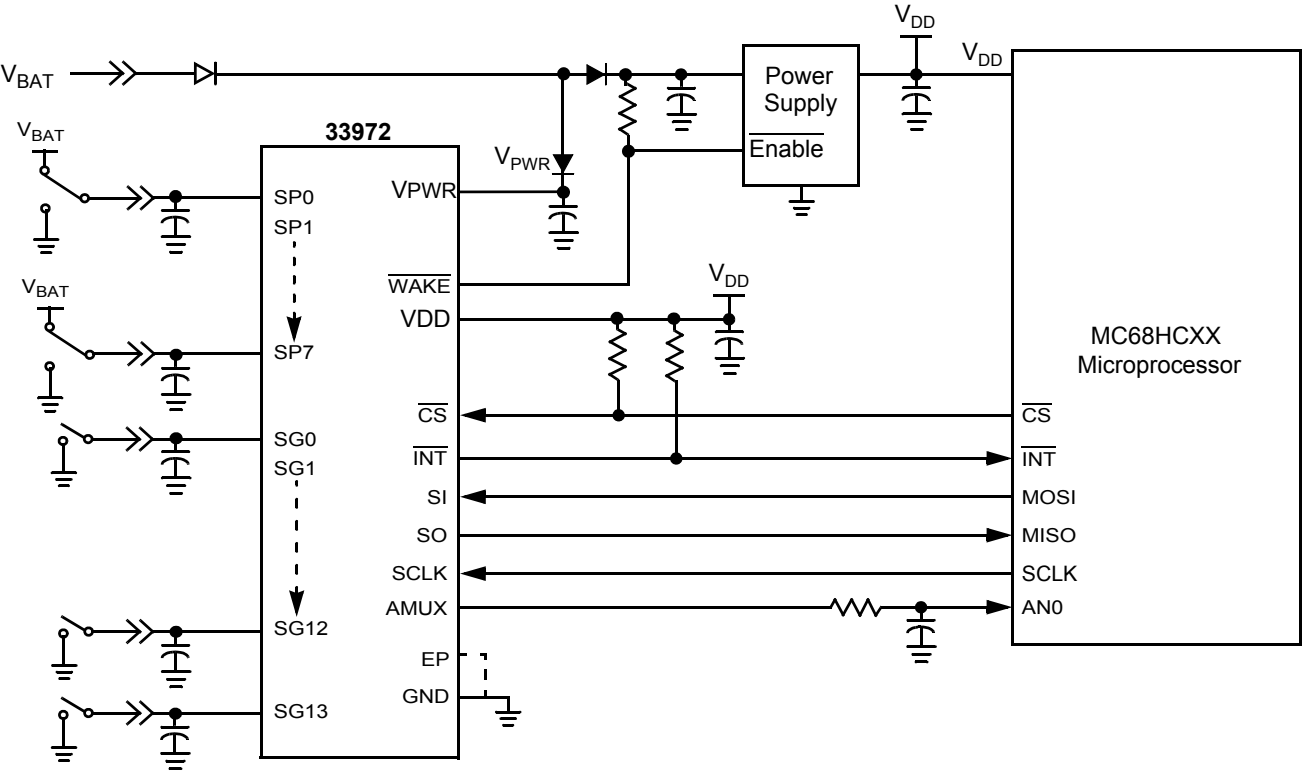 VDD
VBAT
Power
Supply
Enable
VDD
VBAT
33972
VPWR
SP0
SP1
VPWR
WAKE
VDD
VBAT
VDD
SP7
MC68HCXX
Microprocessor
CS
CS
SG0
SG1
INT
INT
SI
MOSI
SO
MISO
SCLK
SCLK
AMUX
AN0
SG12
EP
GND
SG13